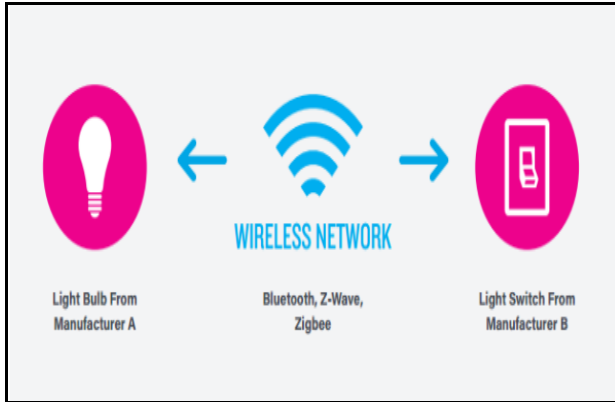 WIRELESS NETWORK
Light Bulb From
Manufacturer A
Bluetooth, Z-Wave,
Zigbee
Light Switch From
Manufacturer B